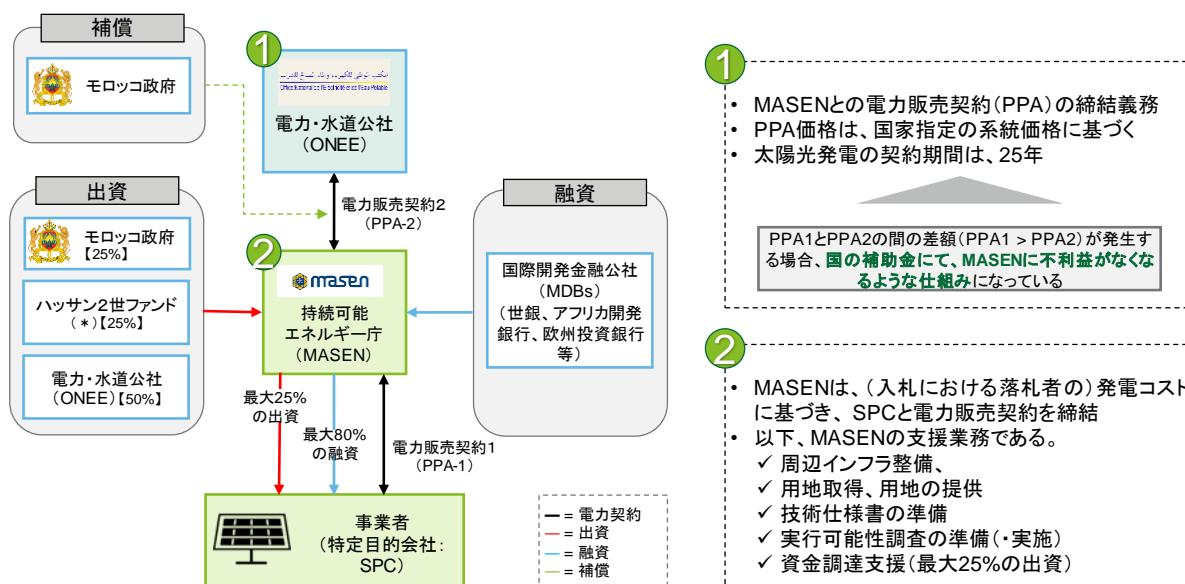 補償
モロッコ政府
1
Office National de l'Electricité et de l'Eau Potable
電力・水道公社
（ONEE）
電力販売契約2
（PPA-2）
出資
モロッコ政府
【25%】
ハッサン2世ファンド
（*）【25%】
電力・水道公社
（ONEE）【50%】
2
masen
持続可能
エネルギー庁
（MASEN）
融資
国際開発金融公社
（MDBs）
（世銀、アフリカ開発
銀行、欧州投資銀行
等）
最大25%
の出資
最大80%
の融資
電力販売契約1
（PPA-1）
事業者
（特定目的会社：
SPC）
= 電力契約
= 出資
= 融資
= 補償
1
• MASENとの電力販売契約（PPA）の締結義務
• PPA価格は、国家指定の系統価格に基づく
• 太陽光発電の契約期間は、25年
PPA1とPPA2の間の差額（PPA1 > PPA2）が発生す
る場合、国の補助金にて、MASENに不利益がなくな
るような仕組みになっている
2
• MASENは、（入札における落札者の）発電コスト
に基づき、SPCと電力販売契約を締結
• 以下、MASENの支援業務である。
✓ 周辺インフラ整備、
✓ 用地取得、用地の提供
✓ 技術仕様書の準備
✓ 実行可能性調査の準備（・実施）
✓ 資金調達支援（最大25%の出資）